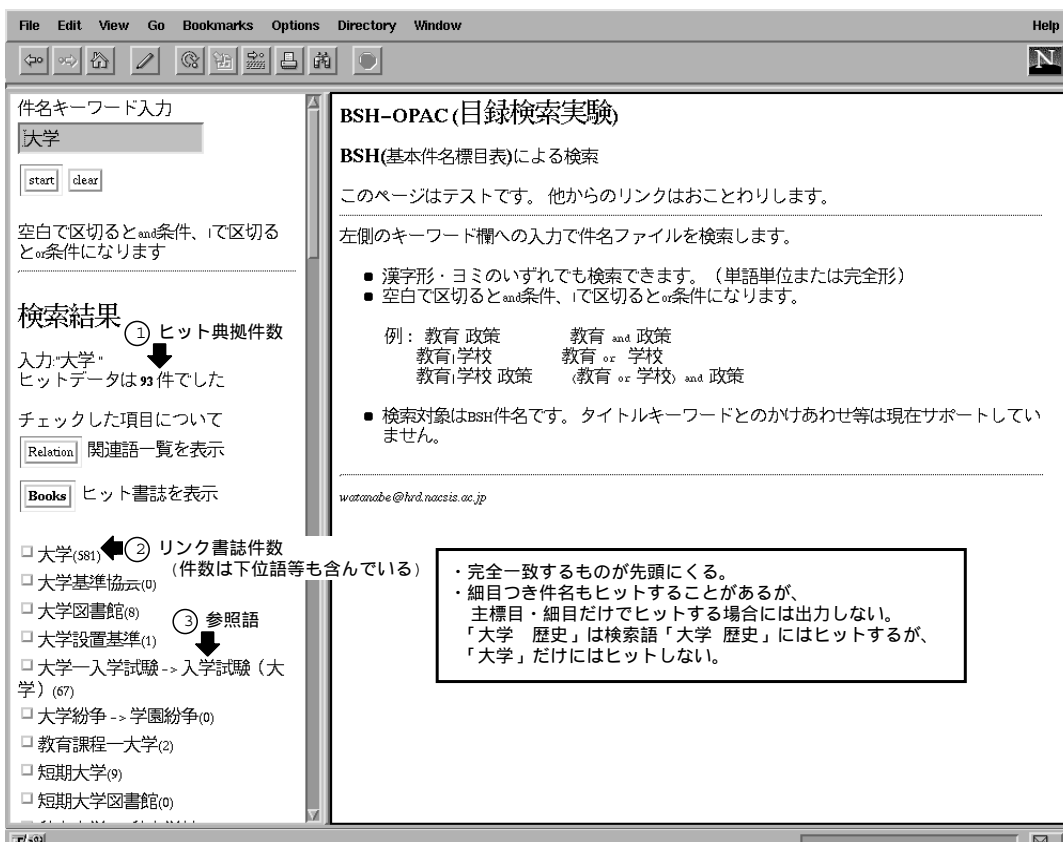 File Edit View Go Bookmarks Options Directory Window Help
件名キーワード入力
大学
start clear
空白で区切るとand条件、|で区切る
とor条件になります
検索結果
① ヒット典拠件数
入力:"大学 "
ヒットデータは 93 件でした
チェックした項目について
Relation 関連語一覧を表示
Books ヒット書誌を表示
大学(581)
② リンク書誌件数
(件数は下位語等も含んでいる)
大学基準協会(0)
大学図書館(8)
③ 参照語
大学設置基準(1)
大学―入学試験 -> 入学試験(大
学)(67)
大学紛争 -> 学園紛争(0)
教育課程―大学(2)
短期大学(9)
短期大学図書館(0)
BSH-OPAC (目録検索実験)
BSH(基本件名標目表)による検索
このページはテストです。 他からのリンクはおことわりします。
左側のキーワード欄への入力で件名ファイルを検索します。
■ 漢字形・ヨミのいずれでも検索できます。(単語単位または完全形)
■ 空白で区切るとand条件、|で区切るとor条件になります。
例: 教育 政策 教育 and 政策
教育|学校 教育 or 学校
教育|学校 政策 (教育 or 学校) and 政策
■ 検索対象はBSH件名です。 タイトルキーワードとのかけあわせ等は現在サポートしてい
ません。
watanabe@hrd.nacsis.ac.jp
・完全一致するものが先頭にくる。
・細目つき件名もヒットすることがあるが、
主標目・細目だけでヒットする場合には出力しない。
「大学 歴史」は検索語「大学 歴史」にはヒットするが、
「大学」だけにはヒットしない。
N